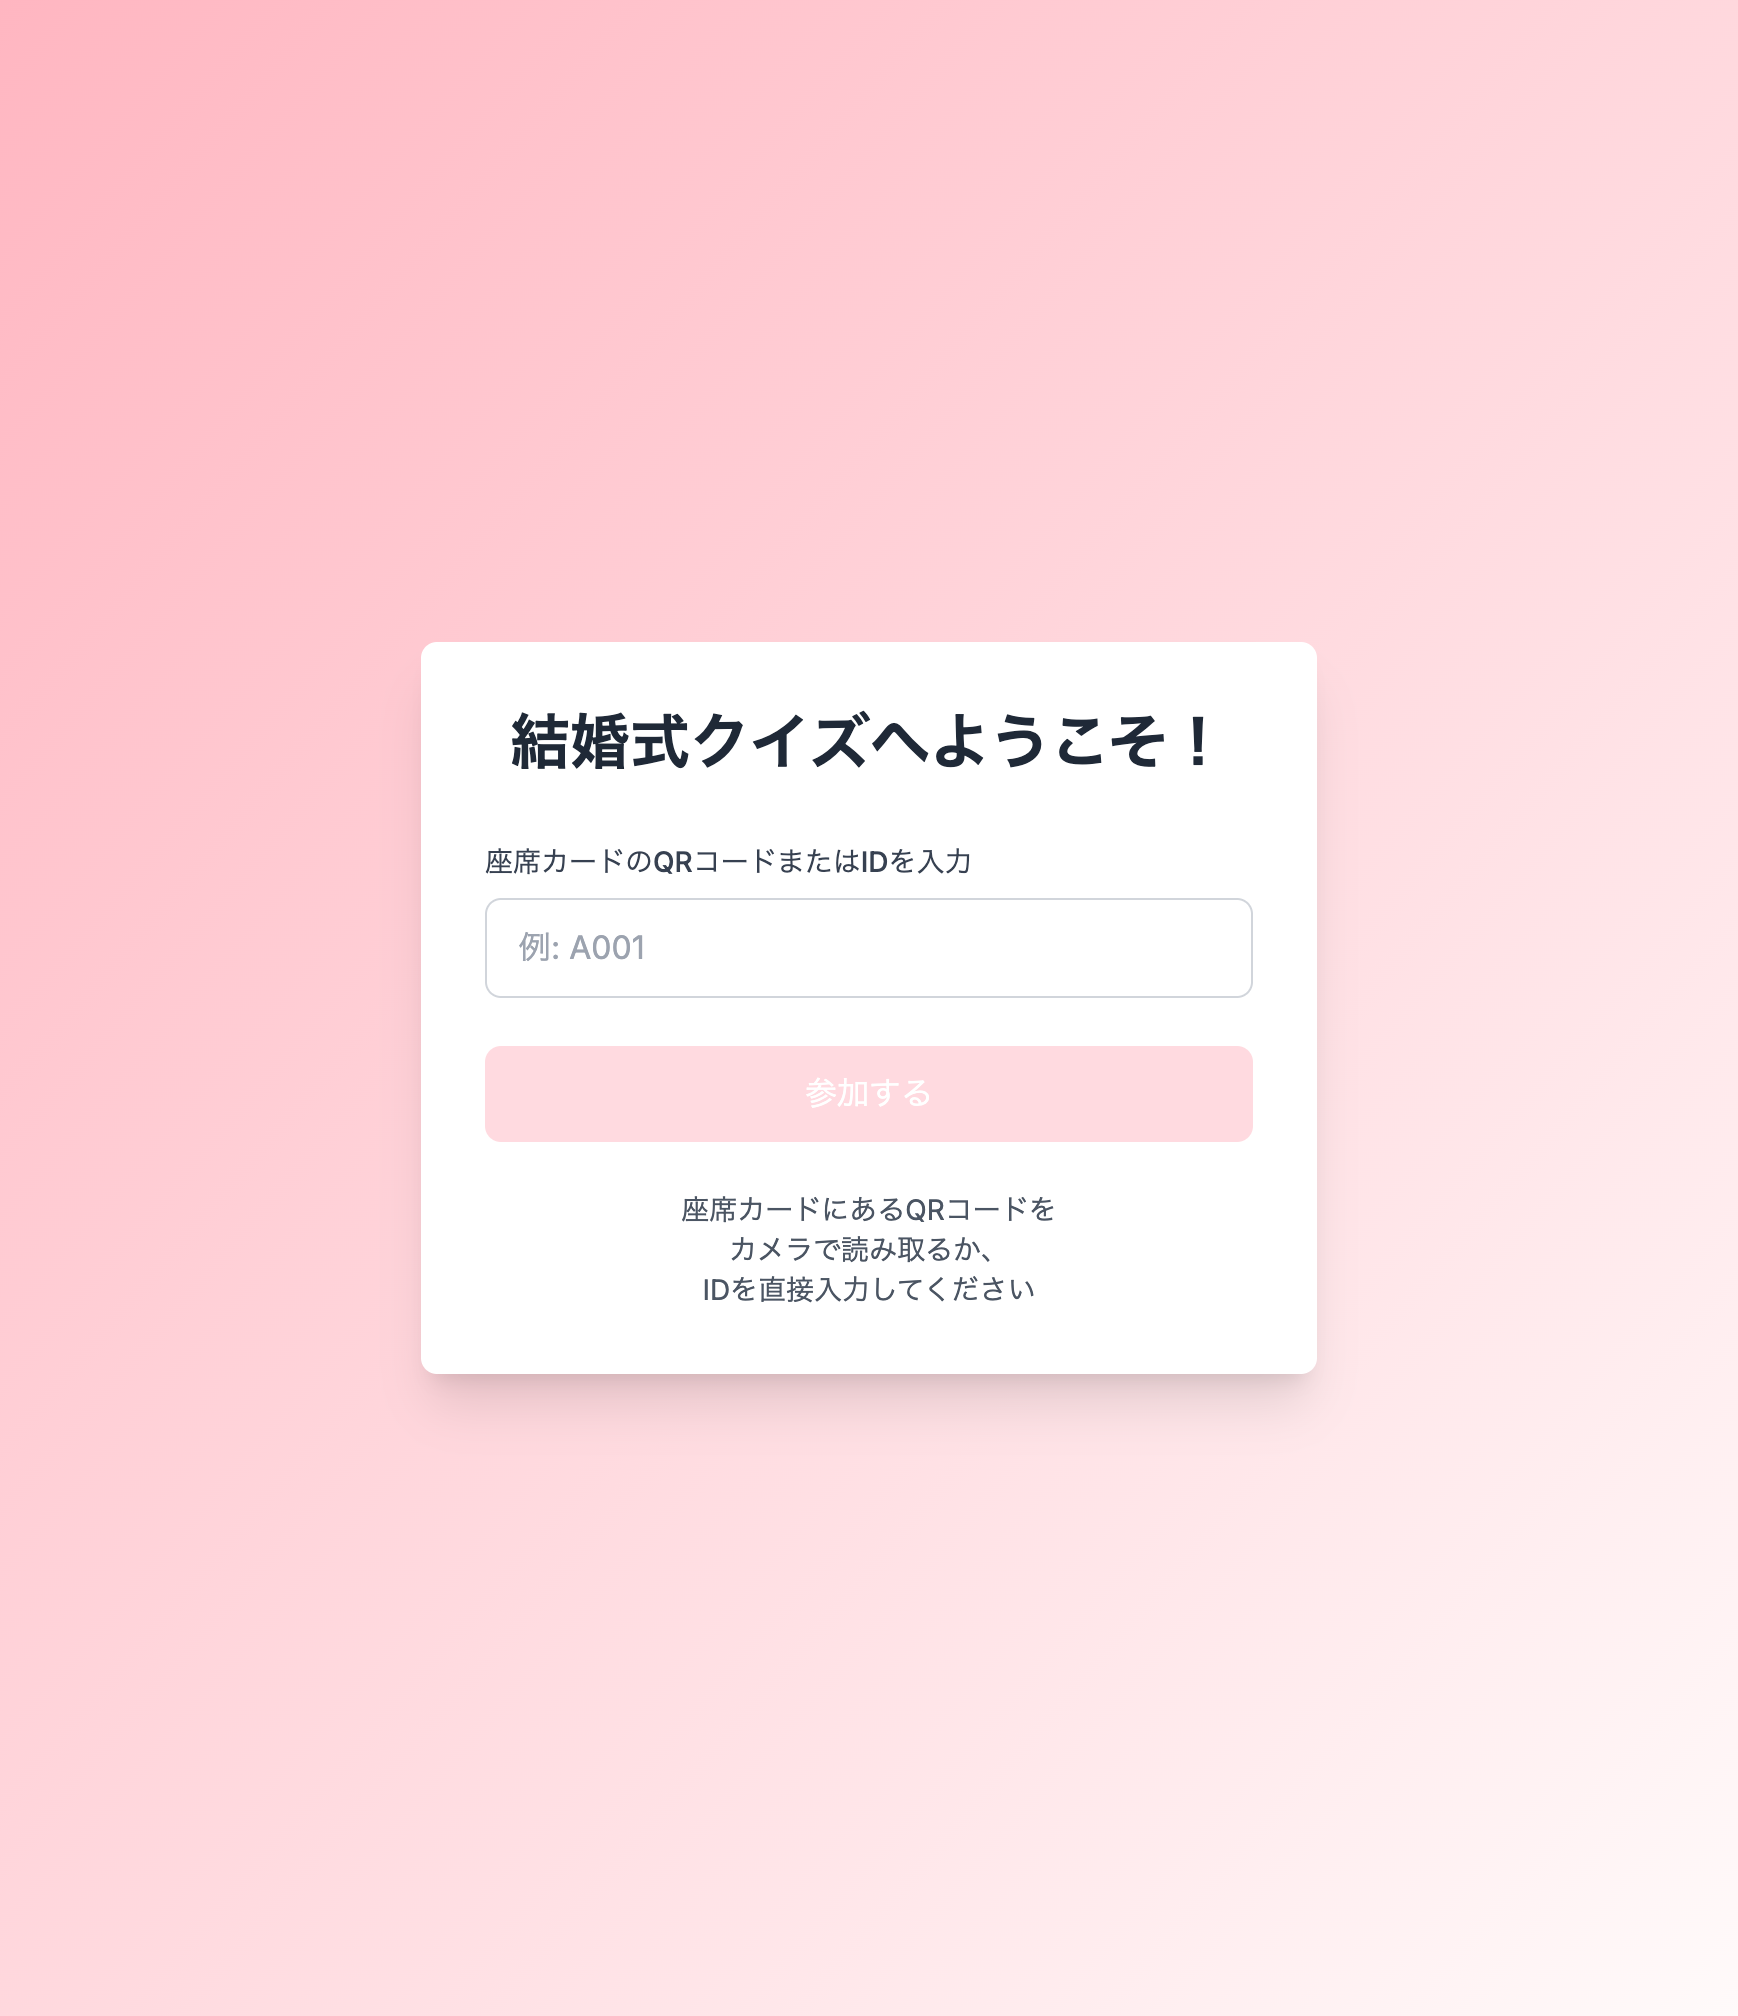 結婚式クイズへようこそ！
座席カードのQRコードまたはIDを入力
例: A001
参加する
座席カードにあるQRコードを
カメラで読み取るか、
IDを直接入力してください